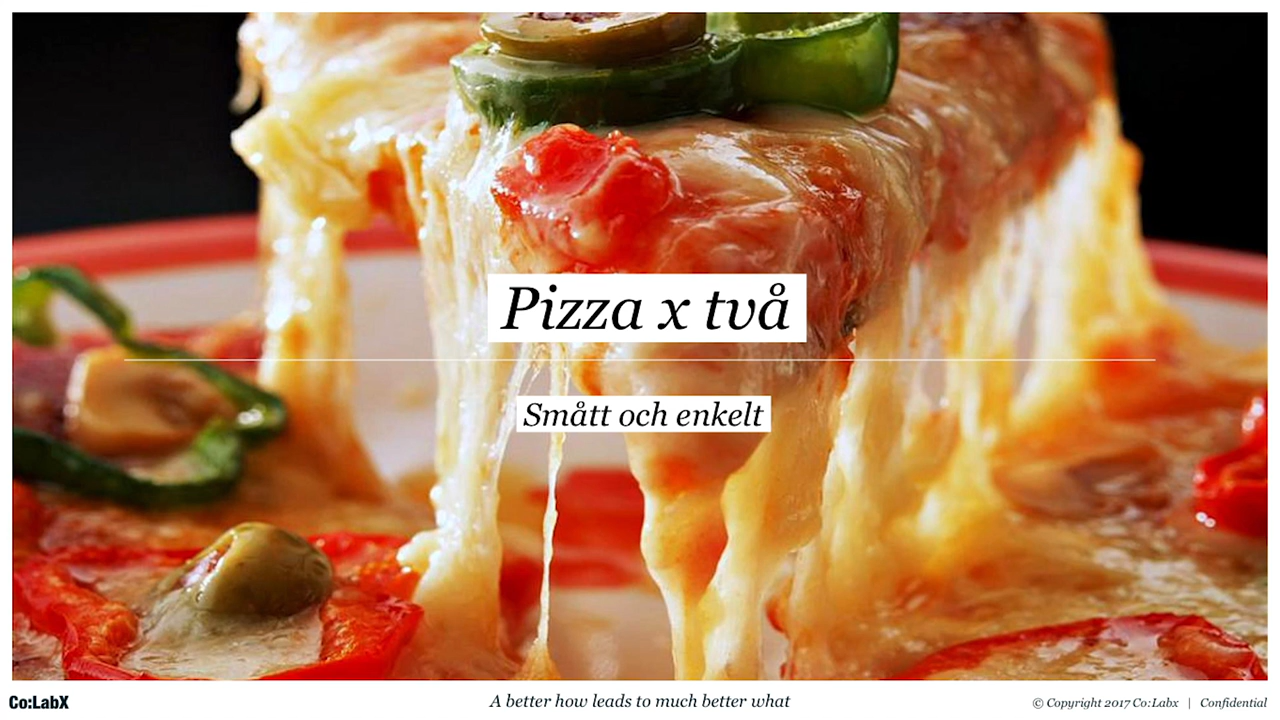 Pizza x två
Smått och enkelt
Co:LabX
A better how leads to much better what
© Copyright 2017 Co:Labx | Confidential